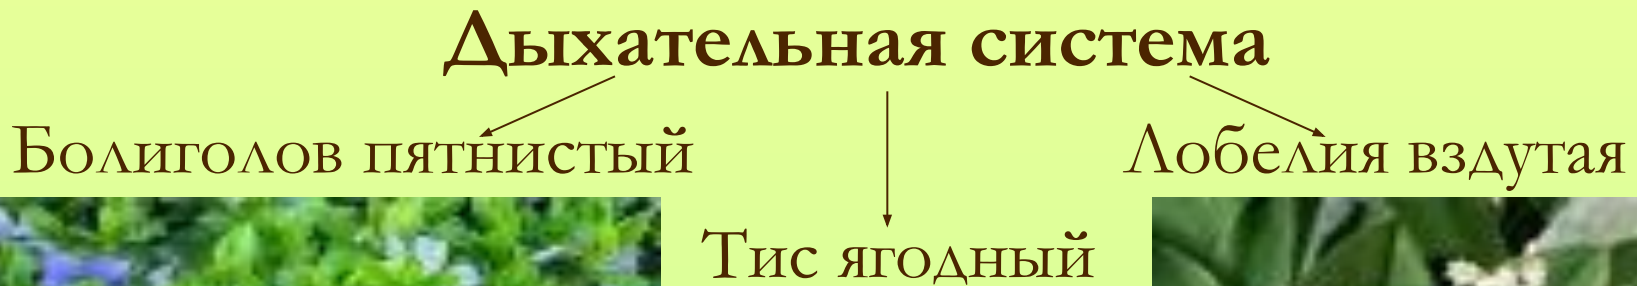 Дыхательная система
Болиголов пятнистый
Лобелия вздутая
Тис ягодный